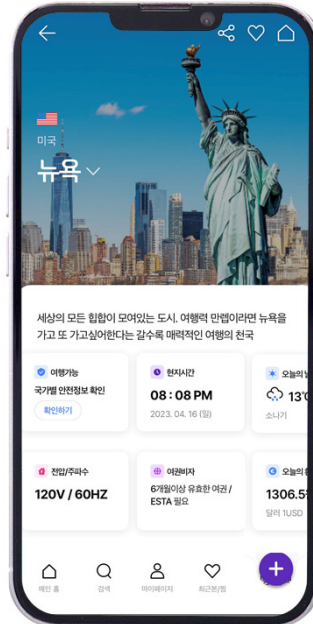 미국
뉴욕
세상의 모든 힙합이 모여있는 도시. 여행력 만렙이라면 뉴욕을
가고 또 가고싶어한다는 갈수록 매력적인 여행의 천국
여행가능
국가별 안전정보 확인
확인하기
현지시간
08 : 08 PM
2023. 04. 16 (일)
오늘의
13°
소나기
전압/주파수
120V / 60HZ
여권비자
6개월이상 유효한 여권 /
ESTA 필요
오늘의
1306.5
달러 1USD
메인 홈
검색
마이페이지
최근본/찜